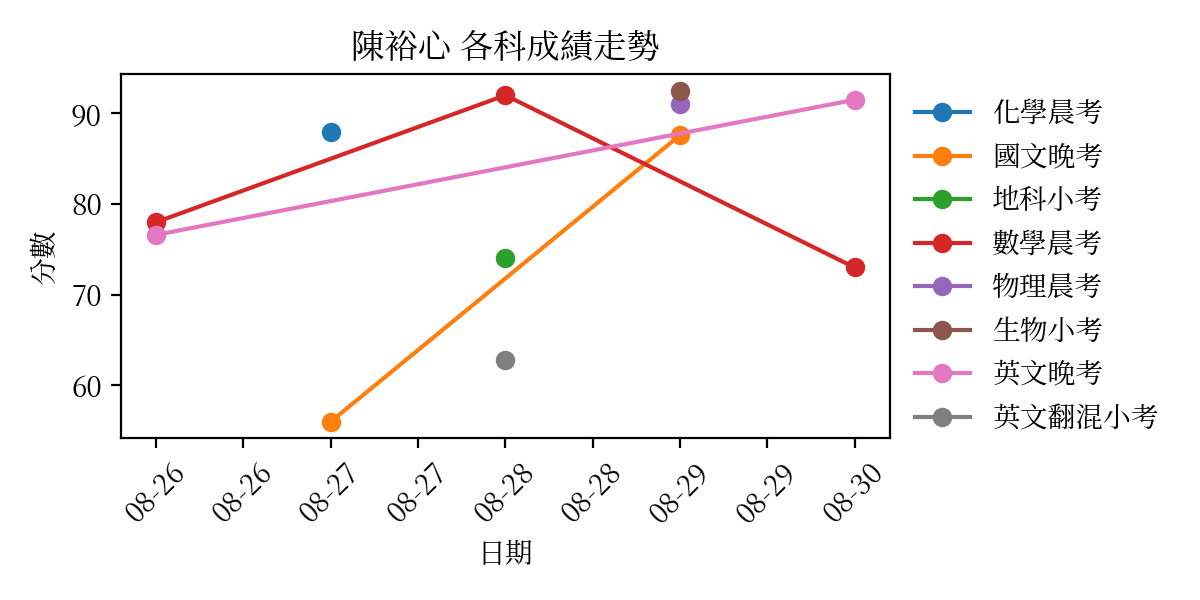 陳裕心 各科成績走勢
分數
90
80
70
60
08-26
08-26
08-27
08-27
08-28
08-28
08-29
08-29
08-30
日期
化學晨考
國文晚考
地科小考
數學晨考
物理晨考
生物小考
英文晚考
英文翻混小考